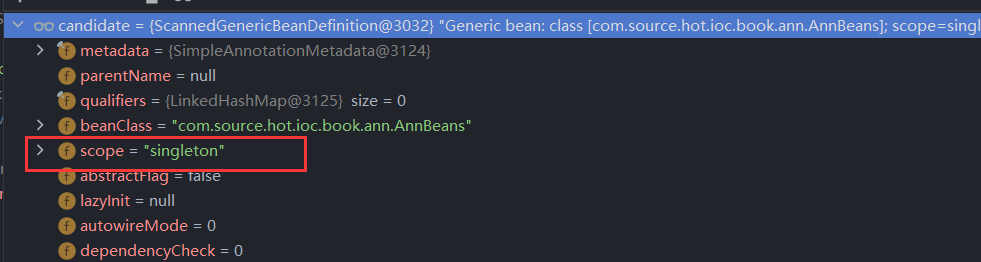 candidate = {ScannedGenericBeanDefinition@3032} "Generic bean: class [com.source.hot.ioc.book.ann.AnnBeans]; scope=singl
f metadata = {SimpleAnnotationMetadata@3124}
f parentName = null
f qualifiers = {LinkedHashMap@3125} size = 0
f beanClass = "com.source.hot.ioc.book.ann.AnnBeans"
f scope = "singleton"
f abstractFlag = false
f lazyInit = null
f autowireMode = 0
f dependencyCheck = 0